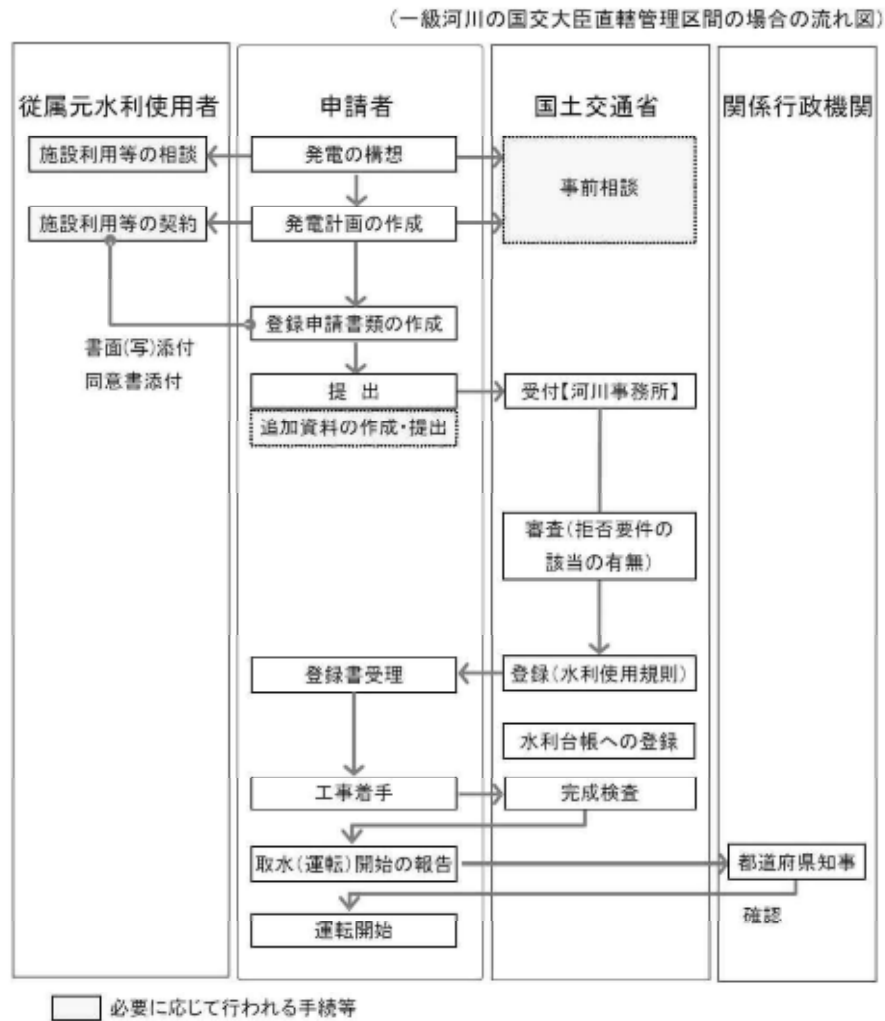 (一級河川の国交大臣直轄管理区間の場合の流れ図)
従属元水利使用者
申請者
国土交通省
関係行政機関
施設利用等の相談
発電の構想
事前相談
施設利用等の契約
発電計画の作成
登録申請書類の作成
書面(写)添付
同意書添付
提 出
受付【河川事務所】
追加資料の作成・提出
審査(拒否要件の
該当の有無)
登録書受理
登録(水利使用規則)
水利台帳への登録
工事着手
完成検査
取水(運転)開始の報告
都道府県知事
確認
運転開始
必要に応じて行われる手続等